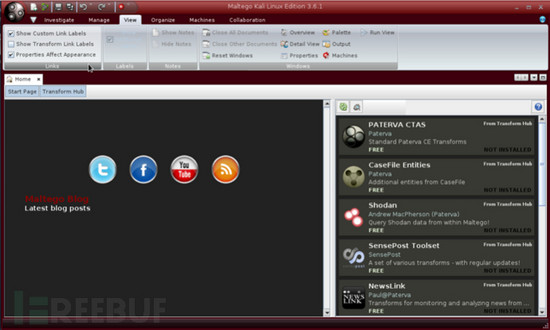 Maltego Kali Linux Edition 3.6.1
Investigate Manage View Organize Machines Collaboration
Show Custom Link Labels
Show Transform Link Labels
Properties Affect Appearance
Links
Labels
Show Notes
Hide Notes
Notes
Close All Documents Overview Palette Run View
Close Other Documents Detail View Output
Reset Windows Properties Machines
Windows
Home
Start Page Transform Hub
You
Tube
Maltego Blog
Latest blog posts
PATERVA CTAS From Transform Hub
Paterva
Standard Paterva CE Transforms
FREE NOT INSTALLED
CaseFile Entities From Transform Hub
Paterva
Additional entities from CaseFile
FREE NOT INSTALLED
Shodan From Transform Hub
Andrew MacPherson (Paterva)
Query Shodan data from within Maltego!
FREE NOT INSTALLED
SensePost Toolset From Transform Hub
SensePost
A set of various transforms - with regular updates!
FREE NOT INSTALLED
NewsLink From Transform Hub
Paul@Paterva
Transforms for monitoring and analyzing news from ...
FREE NOT INSTALLED
NEWS
LINK
REEBUF